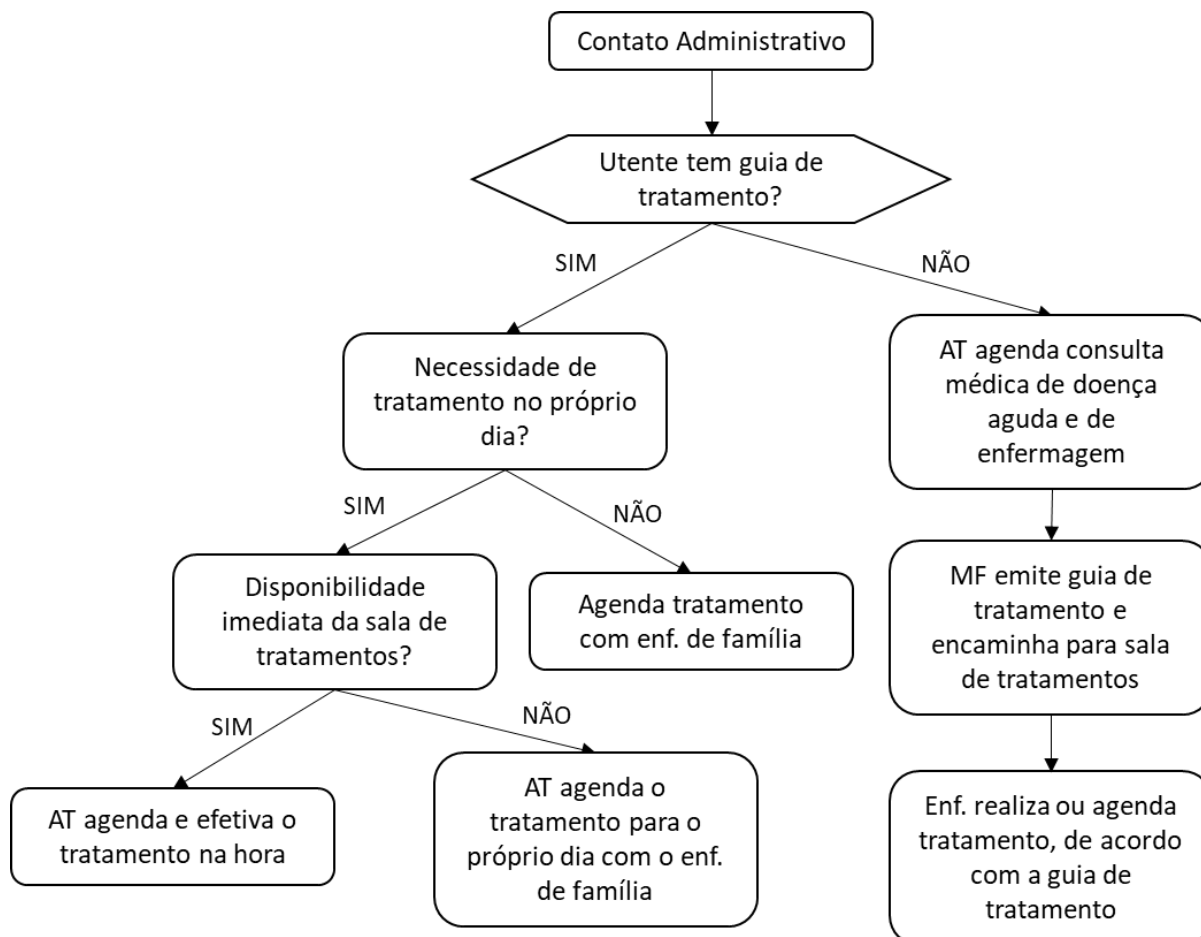 Contato Administrativo
Utente tem guia de
tratamento?
SIM
NÃO
Necessidade de
tratamento no próprio
dia?
AT agenda consulta
médica de doença
aguda e de
enfermagem
SIM
NÃO
Disponibilidade
imediata da sala de
tratamentos?
Agenda tratamento
com enf. de família
MF emite guia de
tratamento e
encaminha para sala
de tratamentos
SIM
NÃO
AT agenda e efetiva o
tratamento na hora
AT agenda o
tratamento para o
próprio dia com o enf.
de família
Enf. realiza ou agenda
tratamento, de acordo
com a guia de
tratamento